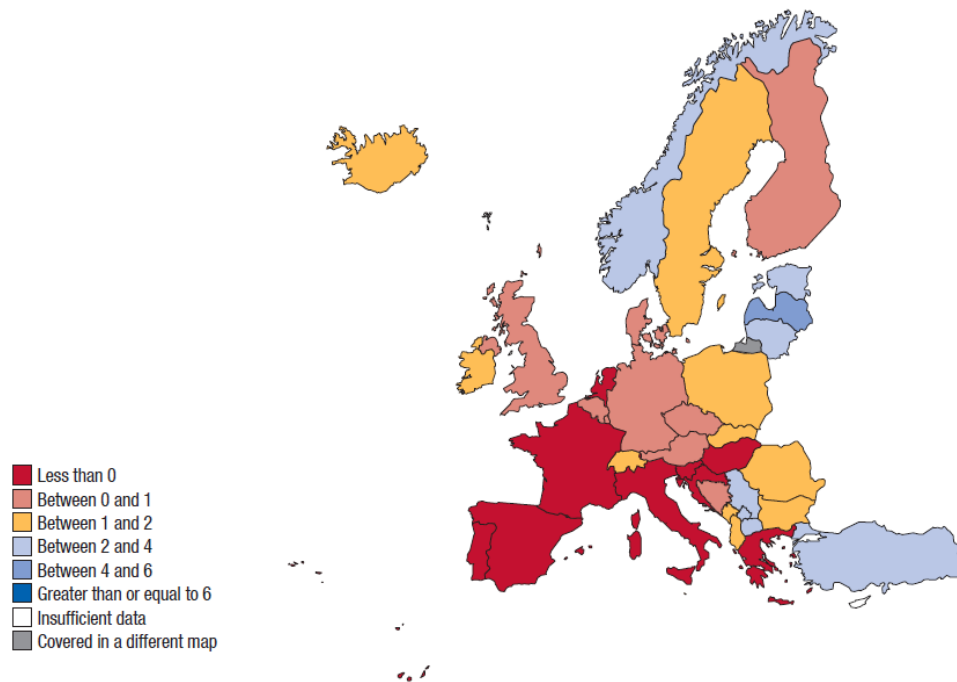 Less than 0
Between 0 and 1
Between 1 and 2
Between 2 and 4
Between 4 and 6
Greater than or equal to 6
Insufficient data
Covered in a different map